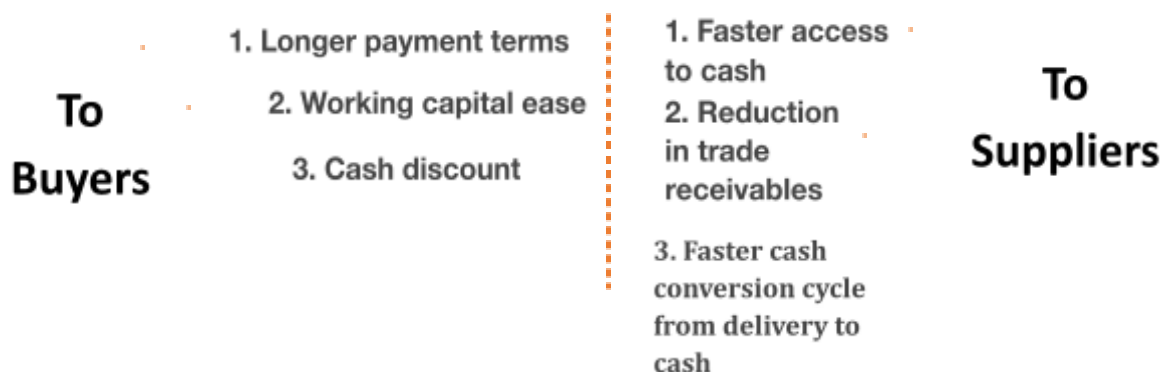 To
Buyers
1. Longer payment terms
2. Working capital ease
3. Cash discount
1. Faster access
to cash
2. Reduction
in trade
receivables
3. Faster cash
conversion cycle
from delivery to
cash
To
Suppliers